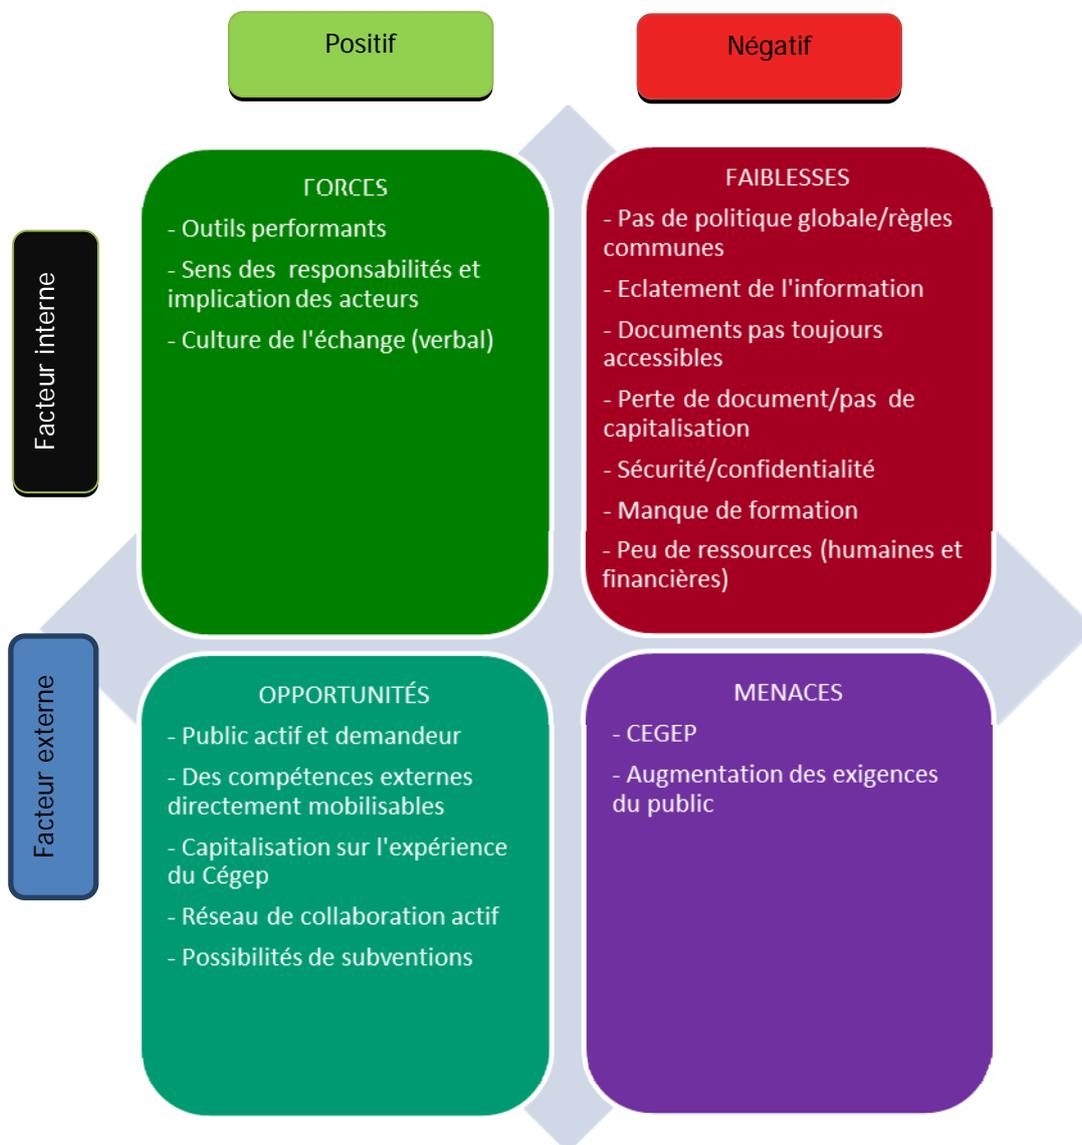 Positif
Négatif
Facteur interne
FORCES
- Outils performants
- Sens des responsabilités et
implication des acteurs
- Culture de l'échange (verbal)
FAIBLESSES
- Pas de politique globale/règles
communes
- Eclatement de l'information
- Documents pas toujours
accessibles
- Perte de document/pas de
capitalisation
- Sécurité/confidentialité
- Manque de formation
- Peu de ressources (humaines et
financières)
Facteur externe
OPPORTUNITÉS
- Public actif et demandeur
- Des compétences externes
directement mobilisables
- Capitalisation sur l'expérience
du Cégep
- Réseau de collaboration actif
- Possibilités de subventions
MENACES
- CEGEP
- Augmentation des exigences
du public